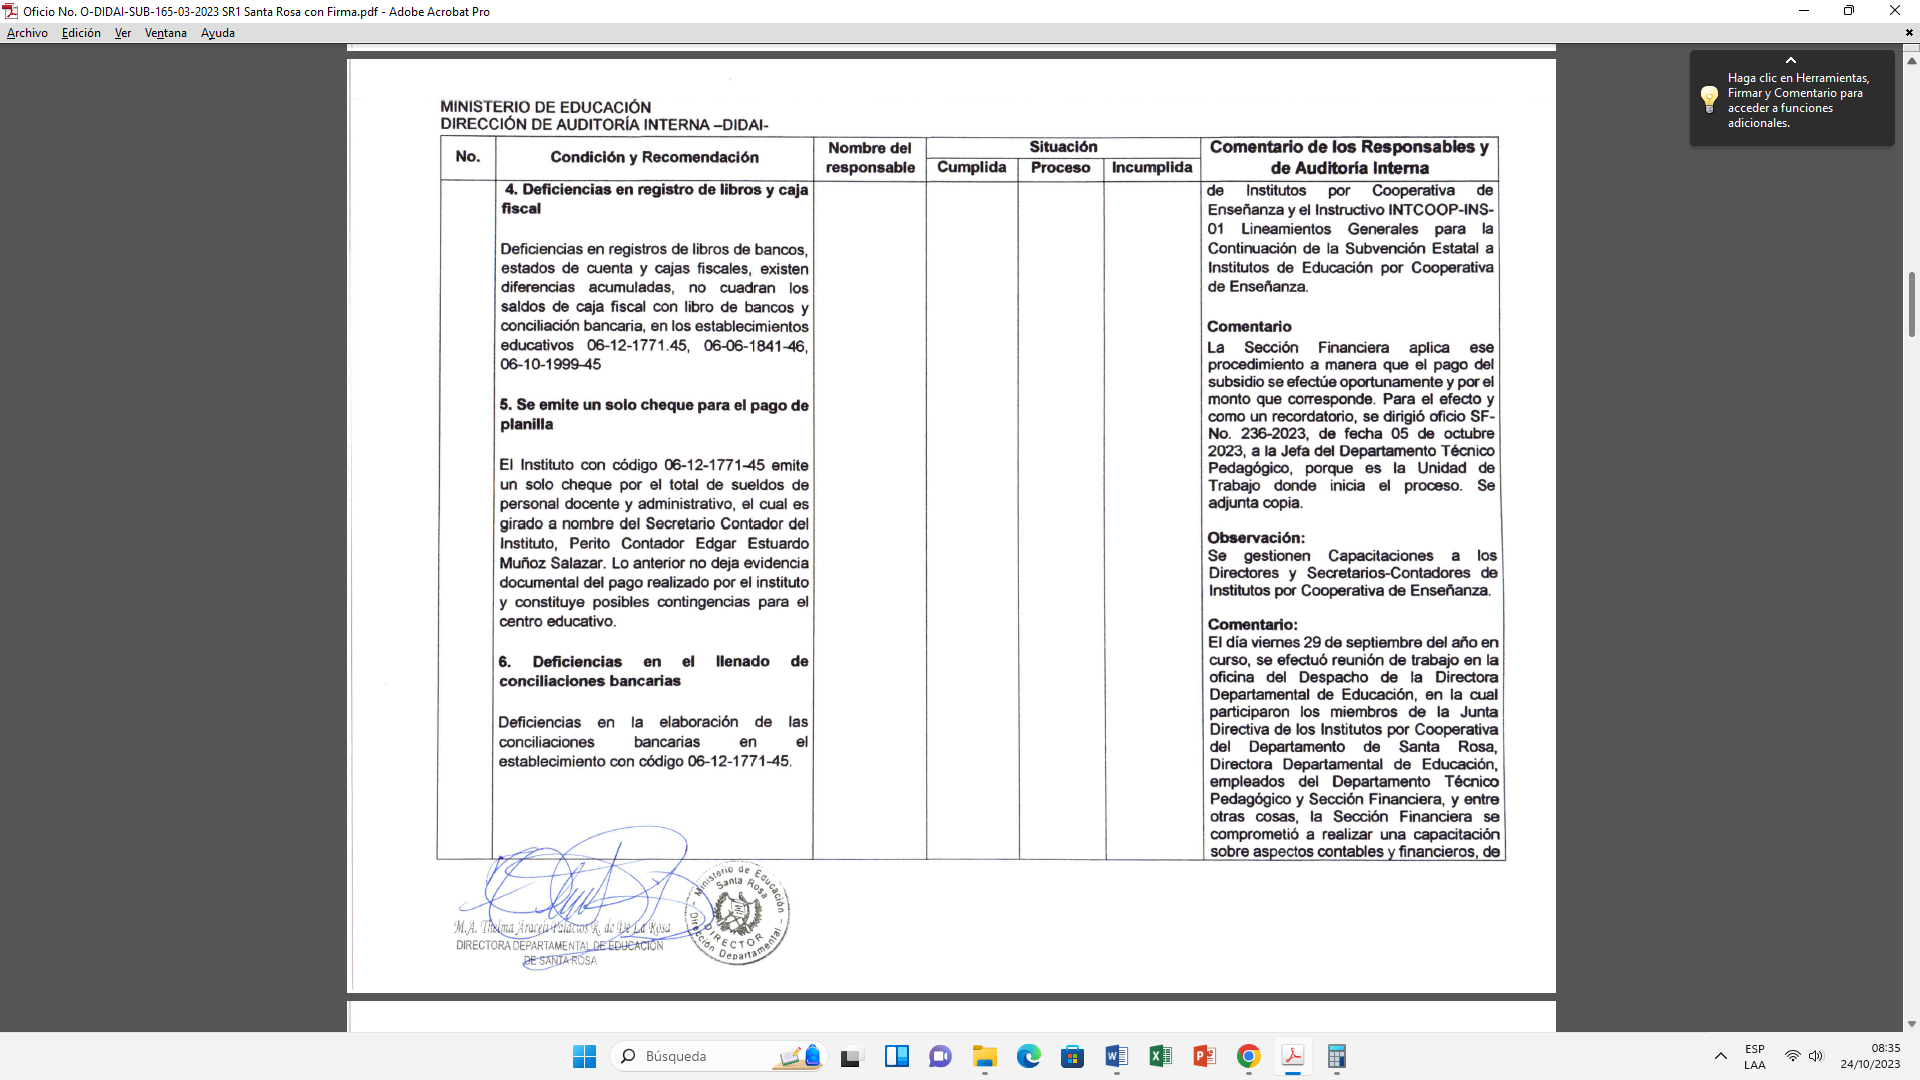 Oficio No. O-DIDAI-SUB-165-03-2023 SR1 Santa Rosa con Firma.pdf - Adobe Acrobat Pro
Archivo Edición Ver Ventana Ayuda
Haga clic en Herramientas,
Firmar y Comentario para
acceder a funciones
adicionales.
MINISTERIO DE EDUCACIÓN
DIRECCIÓN DE AUDITORÍA INTERNA –DIDAI-
No.
Condición y Recomendación
Nombre del
responsable
Situación
Cumplida Proceso Incumplida
Comentario de los Responsables y
de Auditoría Interna
4. Deficiencias en registro de libros y caja
fiscal
Deficiencias en registros de libros de bancos,
estados de cuenta y cajas fiscales, existen
diferencias acumuladas, no cuadran los
saldos de caja fiscal con libro de bancos y
conciliación bancaria, en los establecimientos
educativos 06-12-1771.45, 06-06-1841-46,
06-10-1999-45
5. Se emite un solo cheque para el pago de
planilla
El Instituto con código 06-12-1771-45 emite
un solo cheque por el total de sueldos de
personal docente y administrativo, el cual es
girado a nombre del Secretario Contador del
Instituto, Perito Contador Edgar Estuardo
Muñoz Salazar. Lo anterior no deja evidencia
documental del pago realizado por el instituto
y constituye posibles contingencias para el
centro educativo.
6. Deficiencias en el llenado de
conciliaciones bancarias
Deficiencias en la elaboración de las
conciliaciones bancarias en el
establecimiento con código 06-12-1771-45.
de Institutos por Cooperativa de
Enseñanza y el Instructivo INTCOOP-INS-
01 Lineamientos Generales para la
Continuación de la Subvención Estatal a
Institutos de Educación por Cooperativa
de Enseñanza.
Comentario
La Sección Financiera aplica ese
procedimiento a manera que el pago del
subsidio se efectúe oportunamente y por el
monto que corresponde. Para el efecto y
como un recordatorio, se dirigió oficio SF-
No. 236-2023, de fecha 05 de octubre
2023, a la Jefa del Departamento Técnico
Pedagógico, porque es la Unidad de
Trabajo donde inicia el proceso. Se
adjunta copia.
Observación:
Se gestionen Capacitaciones a los
Directores y Secretarios-Contadores de
Institutos por Cooperativa de Enseñanza.
Comentario:
El día viernes 29 de septiembre del año en
curso, se efectuó reunión de trabajo en la
oficina del Despacho de la Directora
Departamental de Educación, en la cual
participaron los miembros de la Junta
Directiva de los Institutos por Cooperativa
del Departamento de Santa Rosa,
Directora Departamental de Educación,
empleados del Departamento Técnico
Pedagógico y Sección Financiera, y entre
otras cosas, la Sección Financiera se
comprometió a realizar una capacitación
sobre aspectos contables y financieros, de
M.A. Thelma Araceli Palacios R. de De La Rosa
DIRECTORA DEPARTAMENTAL DE EDUCACIÓN
DE SANTA ROSA
Ministerio de Educación
Santa Rosa
DIRECTOR
Dirección Departamental
Búsqueda
ESP
LAA
08:35
24/10/2023